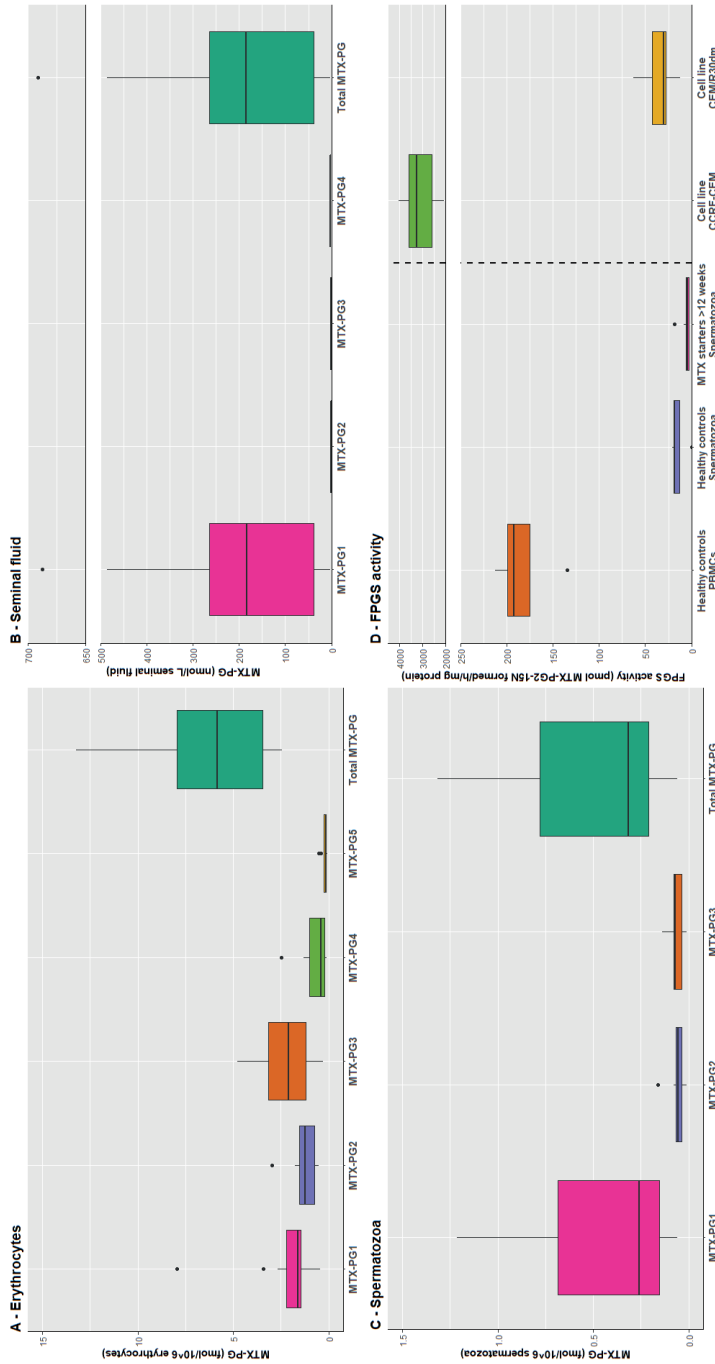 A - Erythrocytes
MTX-PG (fmol/10^6 erythrocytes)
15
10
5
0
MTX-PG1
MTX-PG2
MTX-PG3
MTX-PG4
MTX-PG5
Total MTX-PG
B - Seminal fluid
MTX-PG (nmol/L seminal fluid)
700
650
500
400
300
200
100
0
MTX-PG1
MTX-PG2
MTX-PG3
MTX-PG4
Total MTX-PG
C - Spermatozoa
MTX-PG (fmol/10^6 spermatozoa)
1.5
1.0
0.5
0.0
MTX-PG1
MTX-PG2
MTX-PG3
Total MTX-PG
D - FPGS activity
FPGS activity (pmol MTX-PG2-15N formed/h/mg protein)
4000
3000
2000
250
200
150
100
50
0
Healthy controls
PBMCs
Healthy controls
Spermatozoa
MTX starters >12 weeks
Spermatozoa
Cell line
CCRF-CEM
Cell line
CEM/R30dm